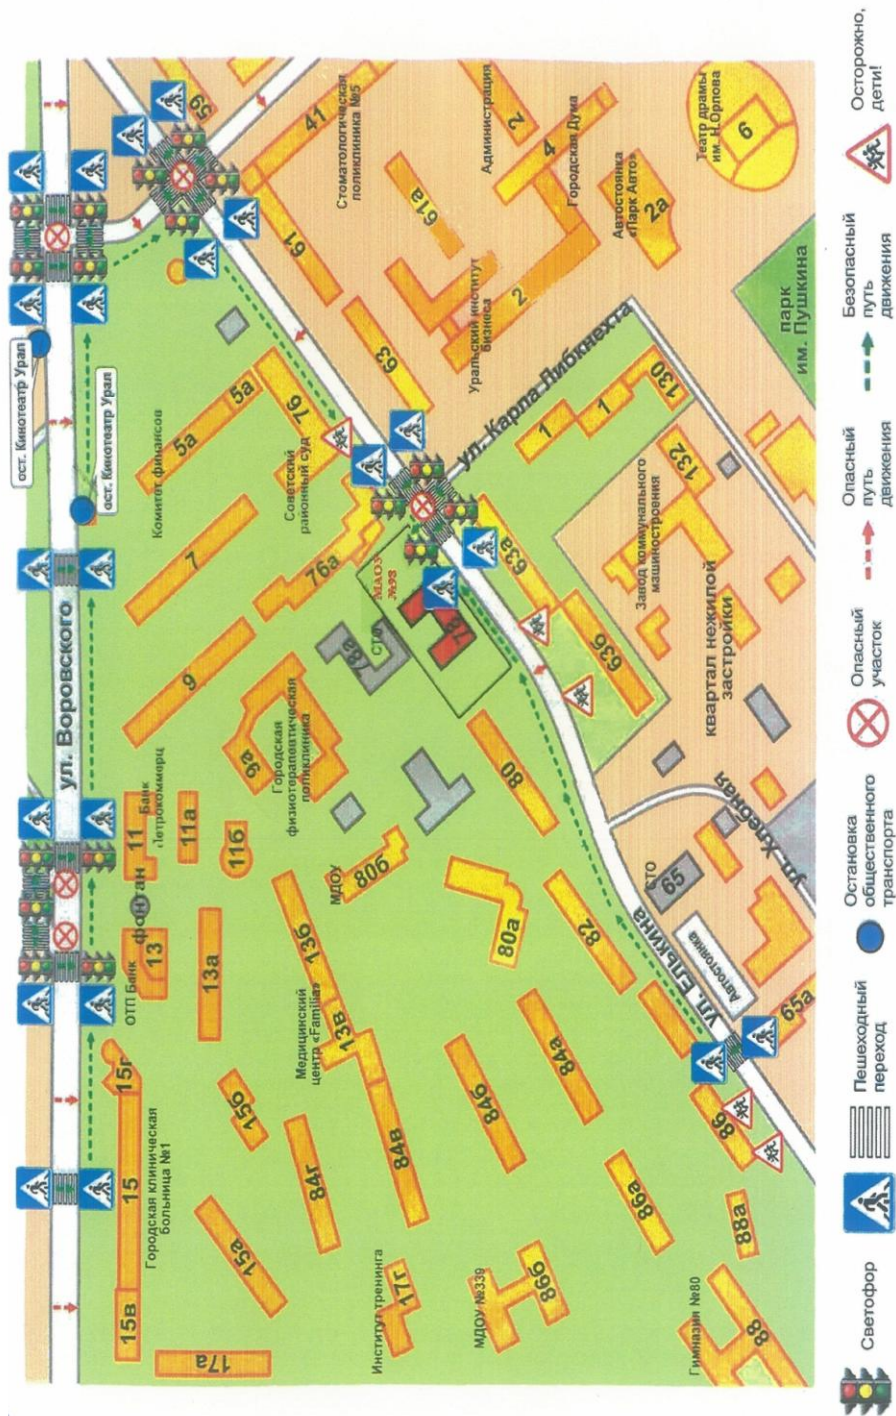 ул. Воровского
ост. Кинотеатр Урал
ост. Кинотеатр Урал
17а
15в
15
15г
Городская клиническая
больница №1
15а
15б
13
ОТП Банк
фонтан
11
Банк
Петрокоммерц
11а
11б
13а
13б
13в
Медицинский
центр «Familia»
84г
84в
84б
84а
Институт тренинга
17г
МДОУ №339
86б
86а
86
88а
88
Гимназия №80
9
9а
Городская
физиотерапевтическая
поликлиника
7
Комитет финансов
5а
5а
76
Советский
районный суд
76а
МАОУ
№98
78
78а
СТО
МДОУ
80б
80а
80
82
ул. Елькина
Автостоянка
65а
65
СТО
ул. Хлебная
квартал нежилой
застройки
63б
63а
Завод коммунального
машиностроения
132
130
1
1
ул. Карла Либкнехта
63
61
61а
41
59
Стоматологическая
поликлиника №5
Уральский институт
бизнеса
2
Администрация
2
4
Городская Дума
Автостоянка
«Парк Авто»
2а
Театр драмы
им. Н.Орлова
6
парк
им. Пушкина
Светофор
Пешеходный
переход
Остановка
общественного
транспорта
Опасный
участок
Опасный
путь
движения
Безопасный
путь
движения
Осторожно,
дети!